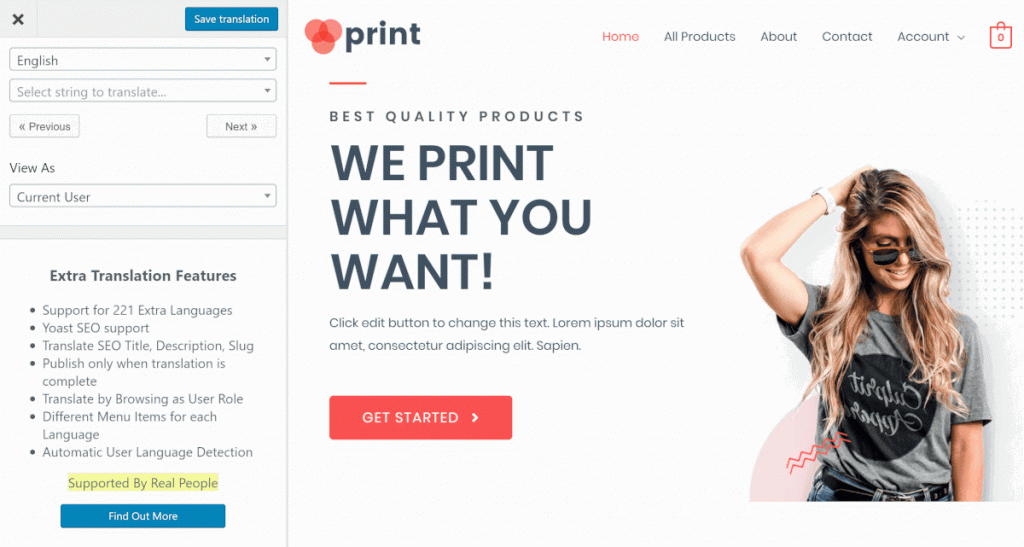 Save translation
English
Select string to translate...
« Previous
Next »
View As
Current User
Extra Translation Features
Support for 221 Extra Languages
Yoast SEO support
Translate SEO Title, Description, Slug
Publish only when translation is
complete
Translate by Browsing as User Role
Different Menu Items for each
Language
Automatic User Language Detection
Supported By Real People
Find Out More
print
Home
All Products
About
Contact
Account
0
BEST QUALITY PRODUCTS
WE PRINT
WHAT YOU
WANT!
Click edit button to change this text. Lorem ipsum dolor sit
amet, consectetur adipiscing elit. Sapien.
GET STARTED
Culprit
Apparel